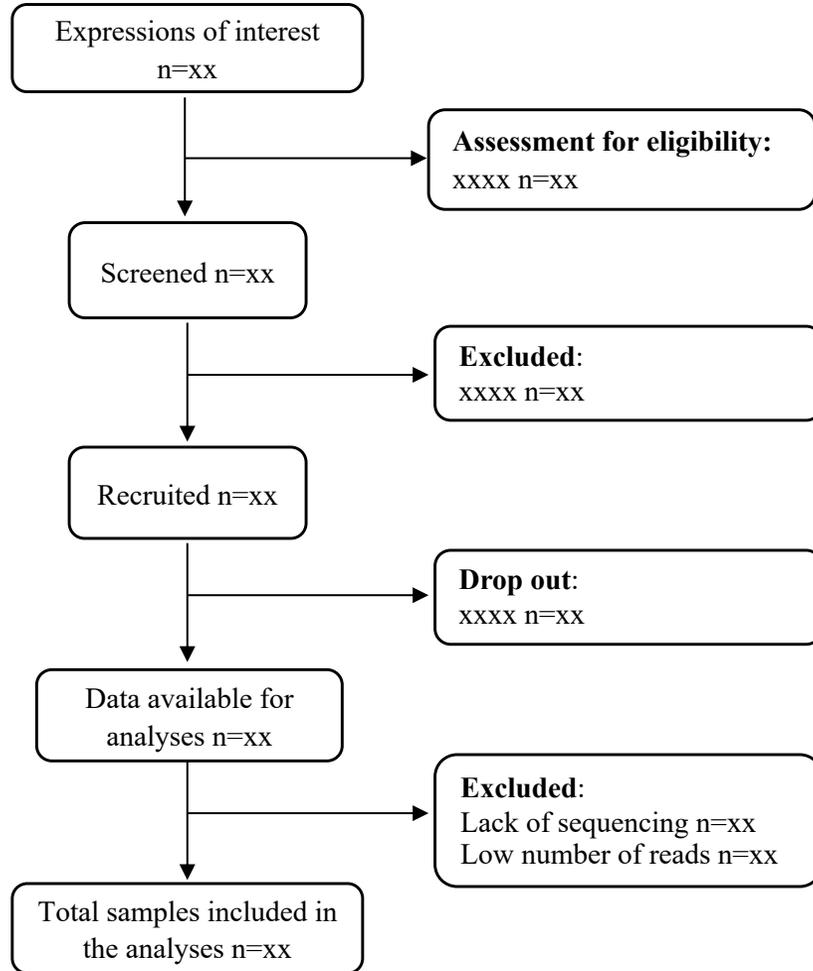 Expressions of interest
n=xx
Assessment for eligibility:
xxxx n=xx
Screened n=xx
Excluded:
xxxx n=xx
Recruited n=xx
Drop out:
xxxx n=xx
Data available for
analyses n=xx
Excluded:
Lack of sequencing n=xx
Low number of reads n=xx
Total samples included in
the analyses n=xx